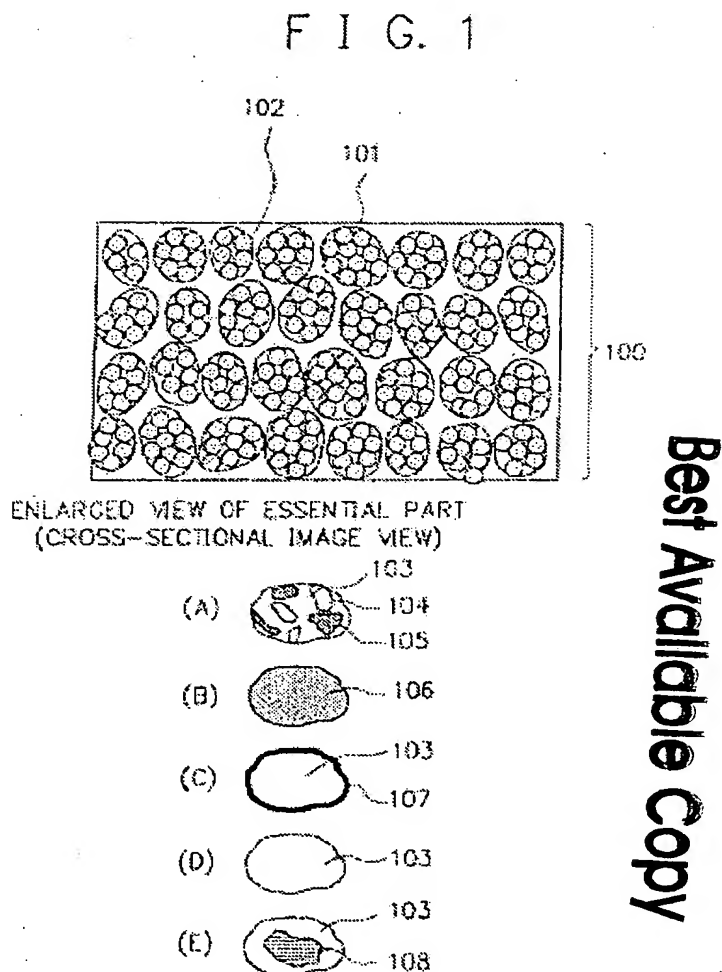 F I G. 1
102
101
100
ENLARGED VIEW OF ESSENTIAL PART
(CROSS-SECTIONAL IMAGE VIEW)
(A)
103
104
105
(B)
106
(C)
103
107
(D)
103
(E)
103
108
Best Available Copy